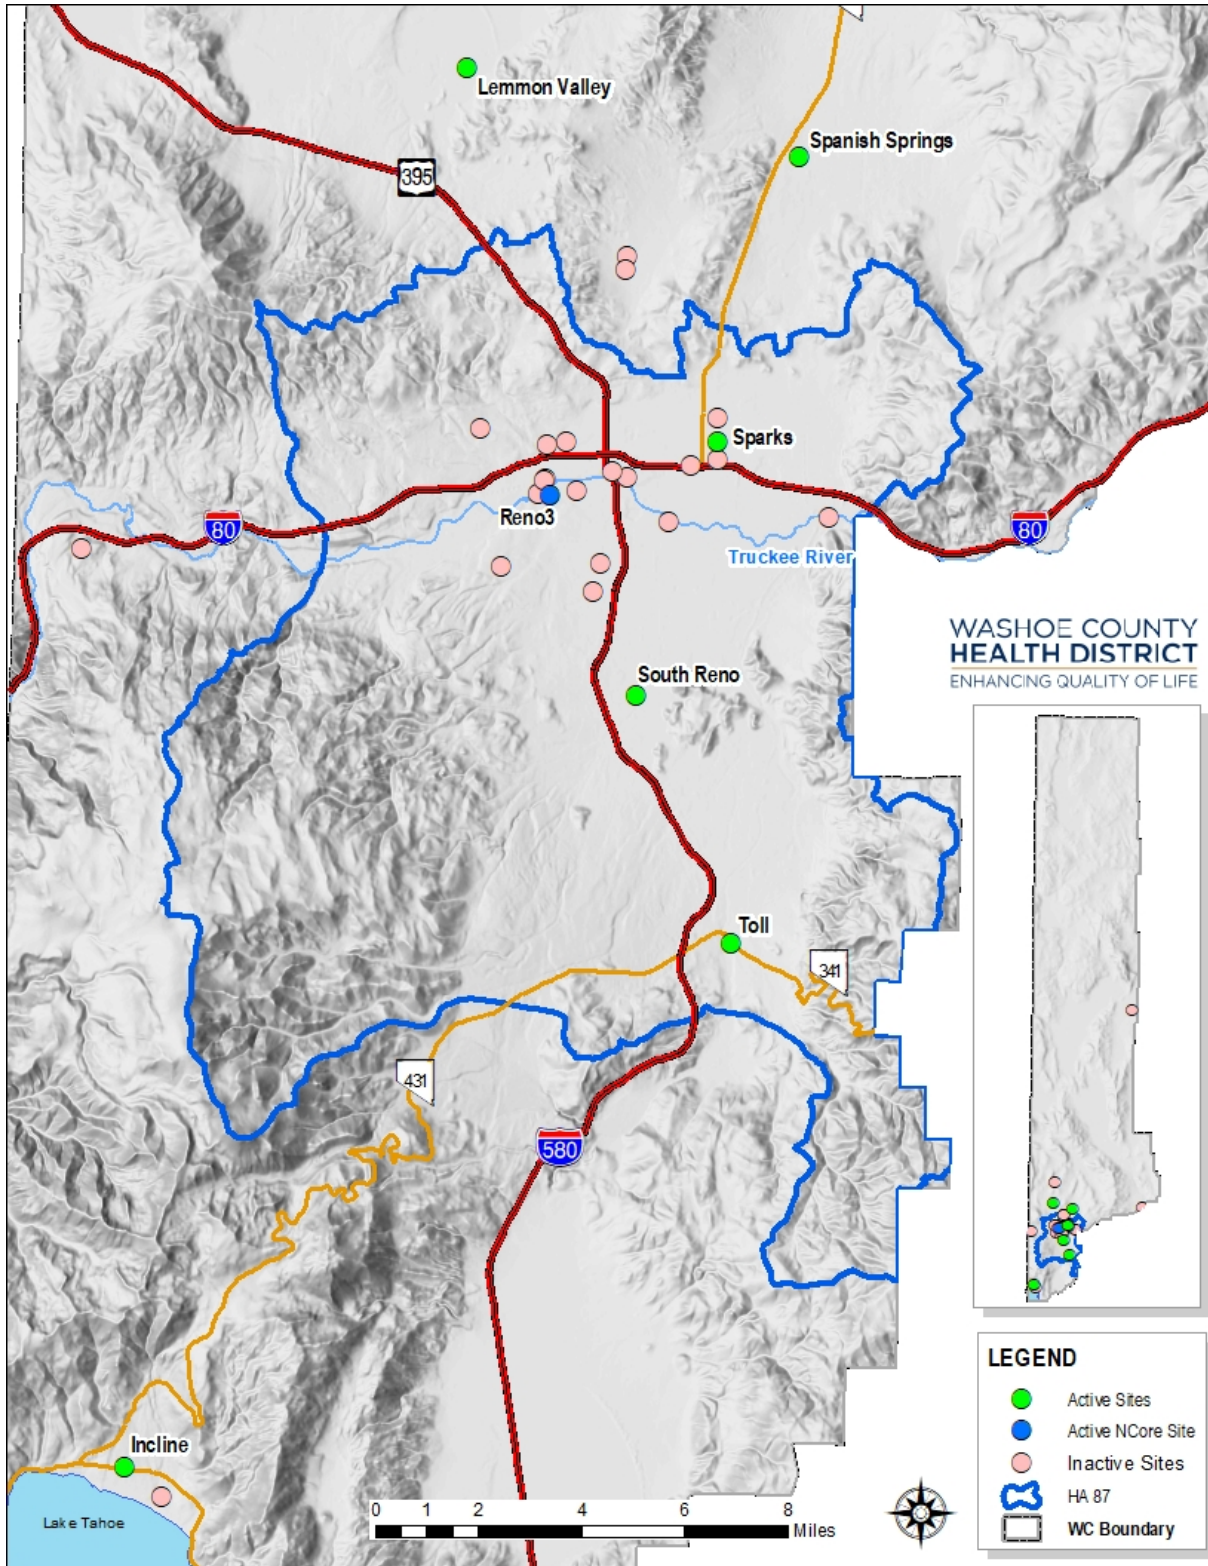 Lemmon Valley
Spanish Springs
395
Sparks
Reno3
80
80
Truckee River
WASHOE COUNTY
HEALTH DISTRICT
ENHANCING QUALITY OF LIFE
South Reno
Toll
341
431
580
LEGEND
Active Sites
Active NCore Site
Inactive Sites
HA 87
WC Boundary
Incline
Lake Tahoe
0 1 2 4 6 8
Miles